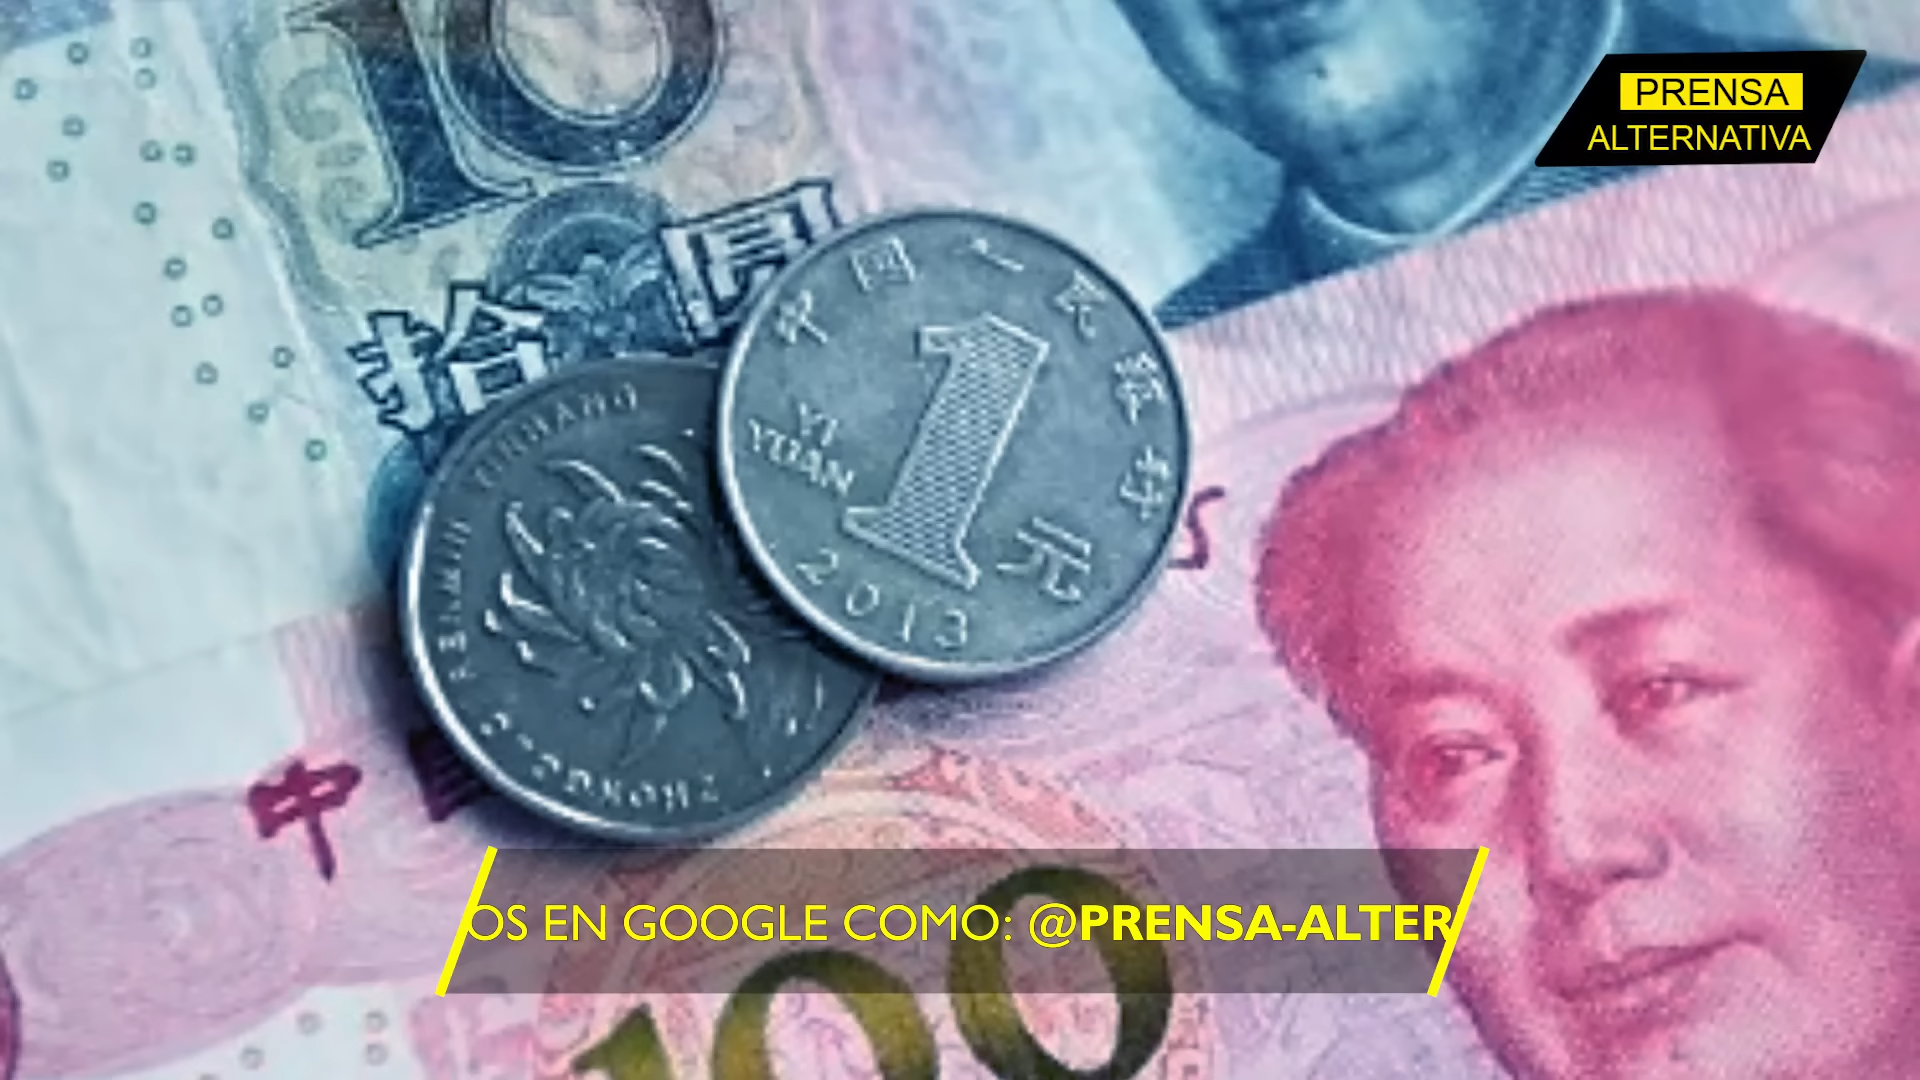 PRENSA
ALTERNATIVA
10
拾圆
中国人民银行
YI
YUAN
1
元
2013
中
OS EN GOOGLE COMO: @PRENSA-ALTER
100